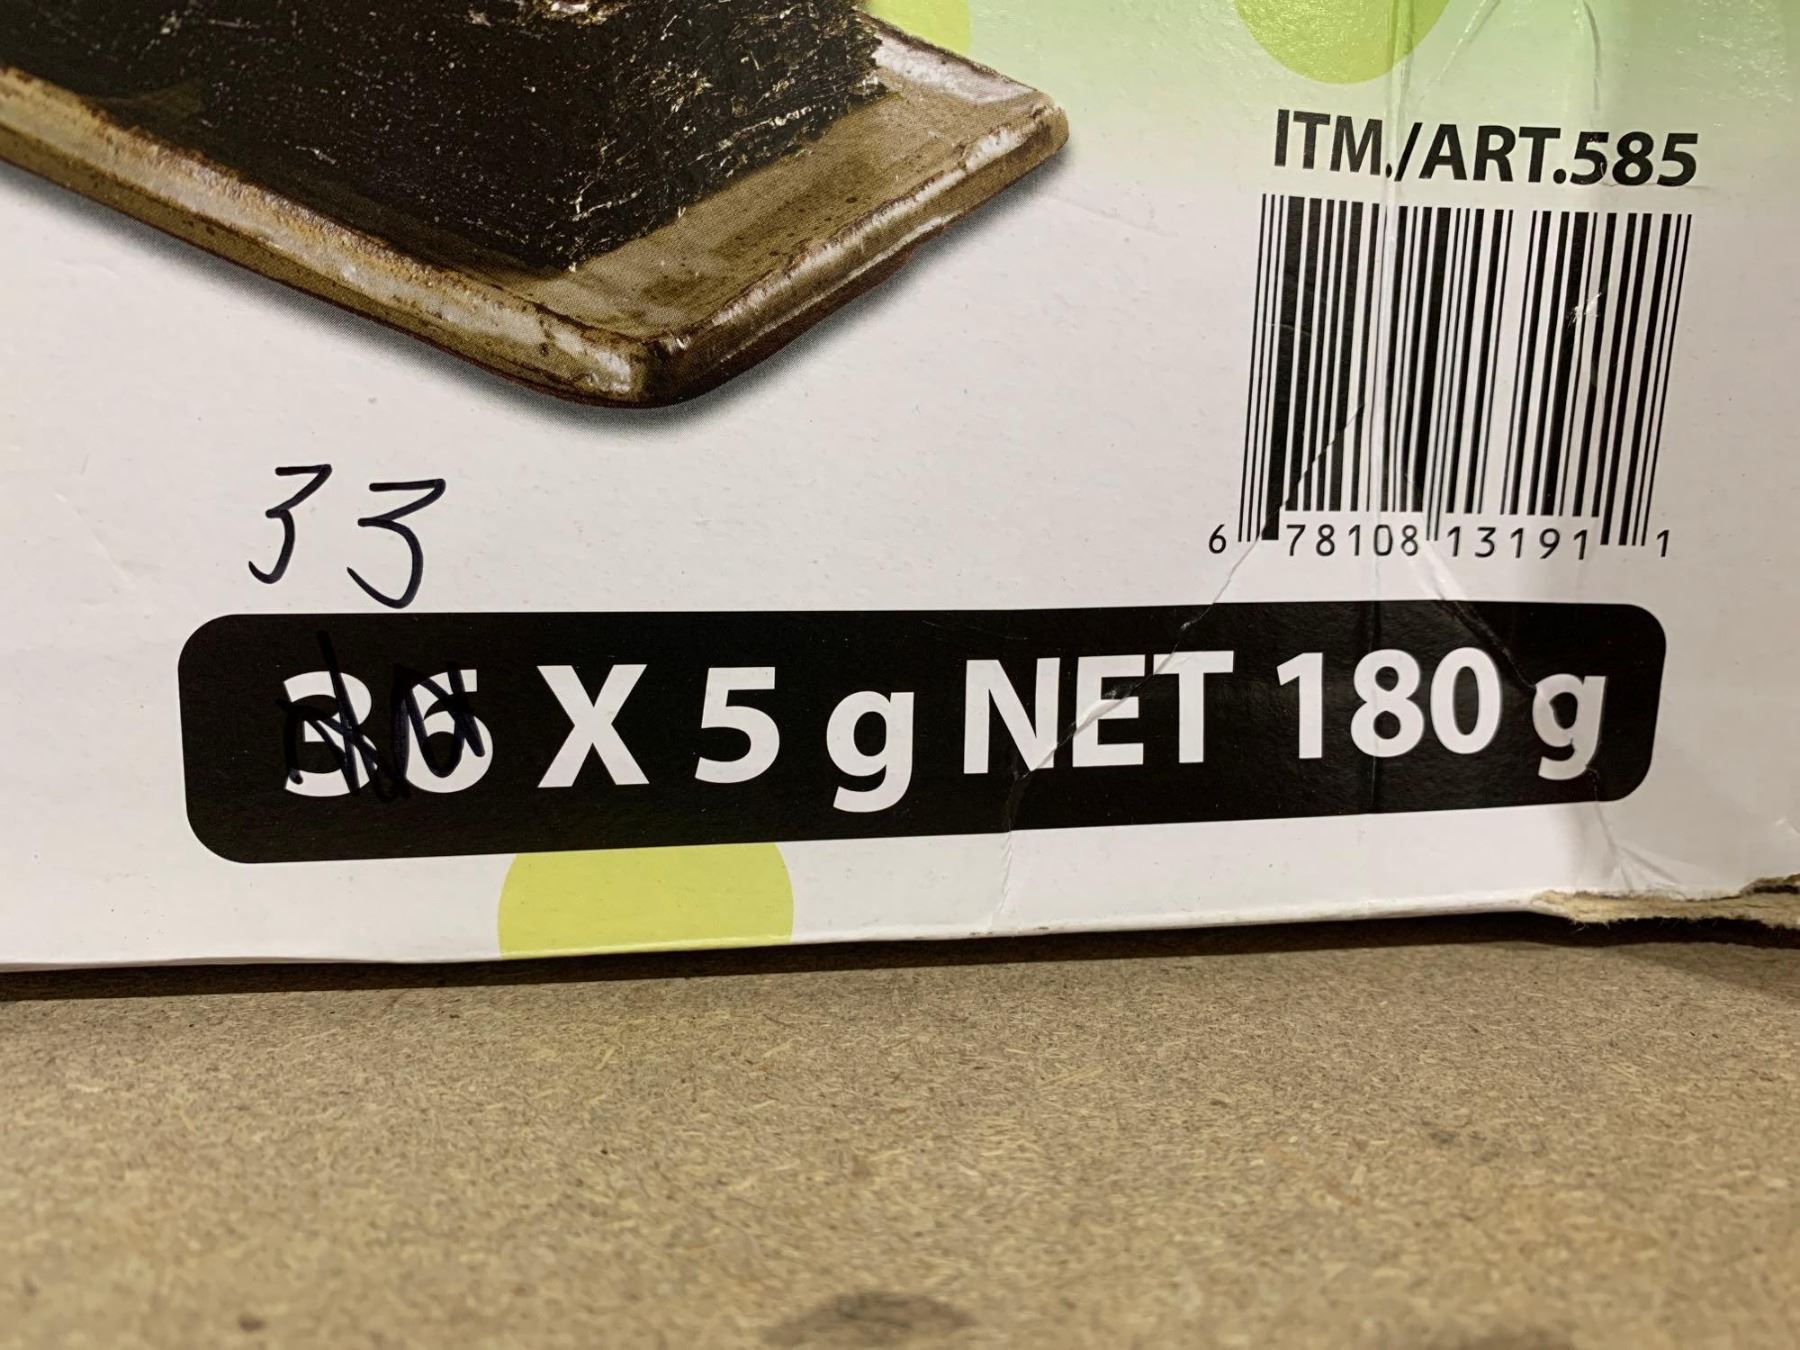 ITM./ART.585
6 78108 13191 1
33
36 X 5 g NET 180 g